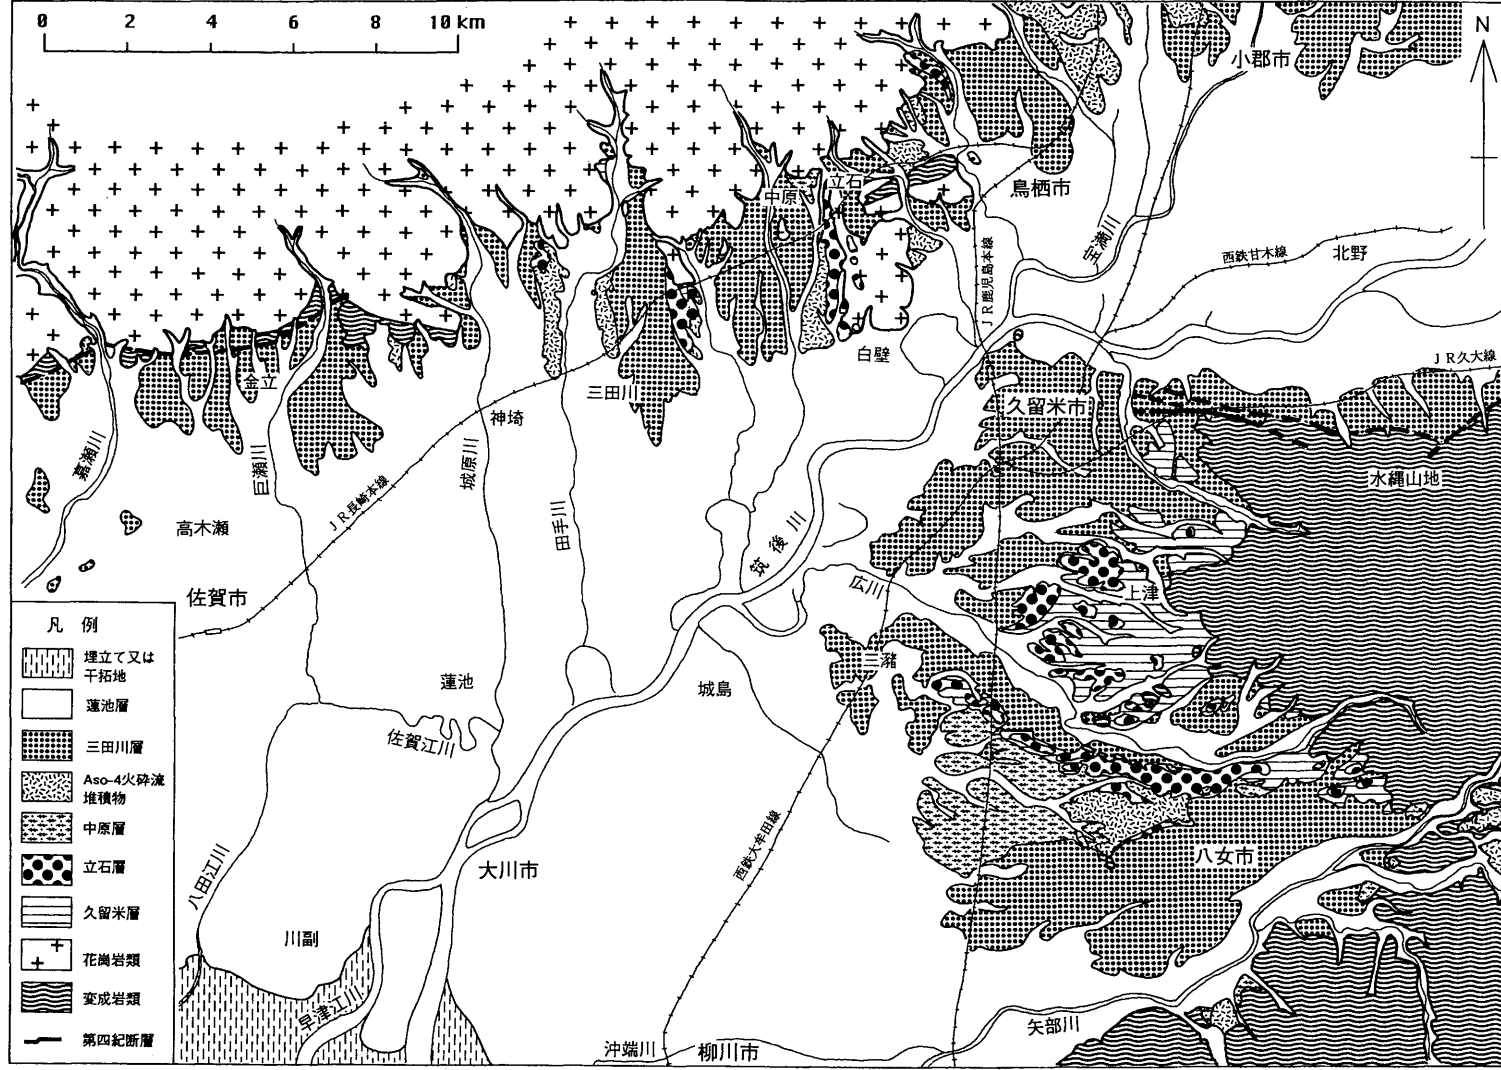 0 2 4 6 8 10 km
N
小郡市
立石
中原
鳥栖市
宝満川
JR鹿児島本線
西鉄甘木線
北野
白壁
JR久大線
金立
三田川
久留米市
神埼
嘉瀬川
巨瀬川
城原川
水縄山地
JR長崎本線
高木瀬
田手川
筑後川
広川
上津
佐賀市
三潴
蓮池
城島
佐賀江川
西鉄大牟田線
大川市
八女市
八田江川
川副
早津江川
矢部川
沖端川
柳川市
凡例
埋立て又は
干拓地
蓮池層
三田川層
Aso-4火砕流
堆積物
中原層
立石層
久留米層
花崗岩類
変成岩類
第四紀断層